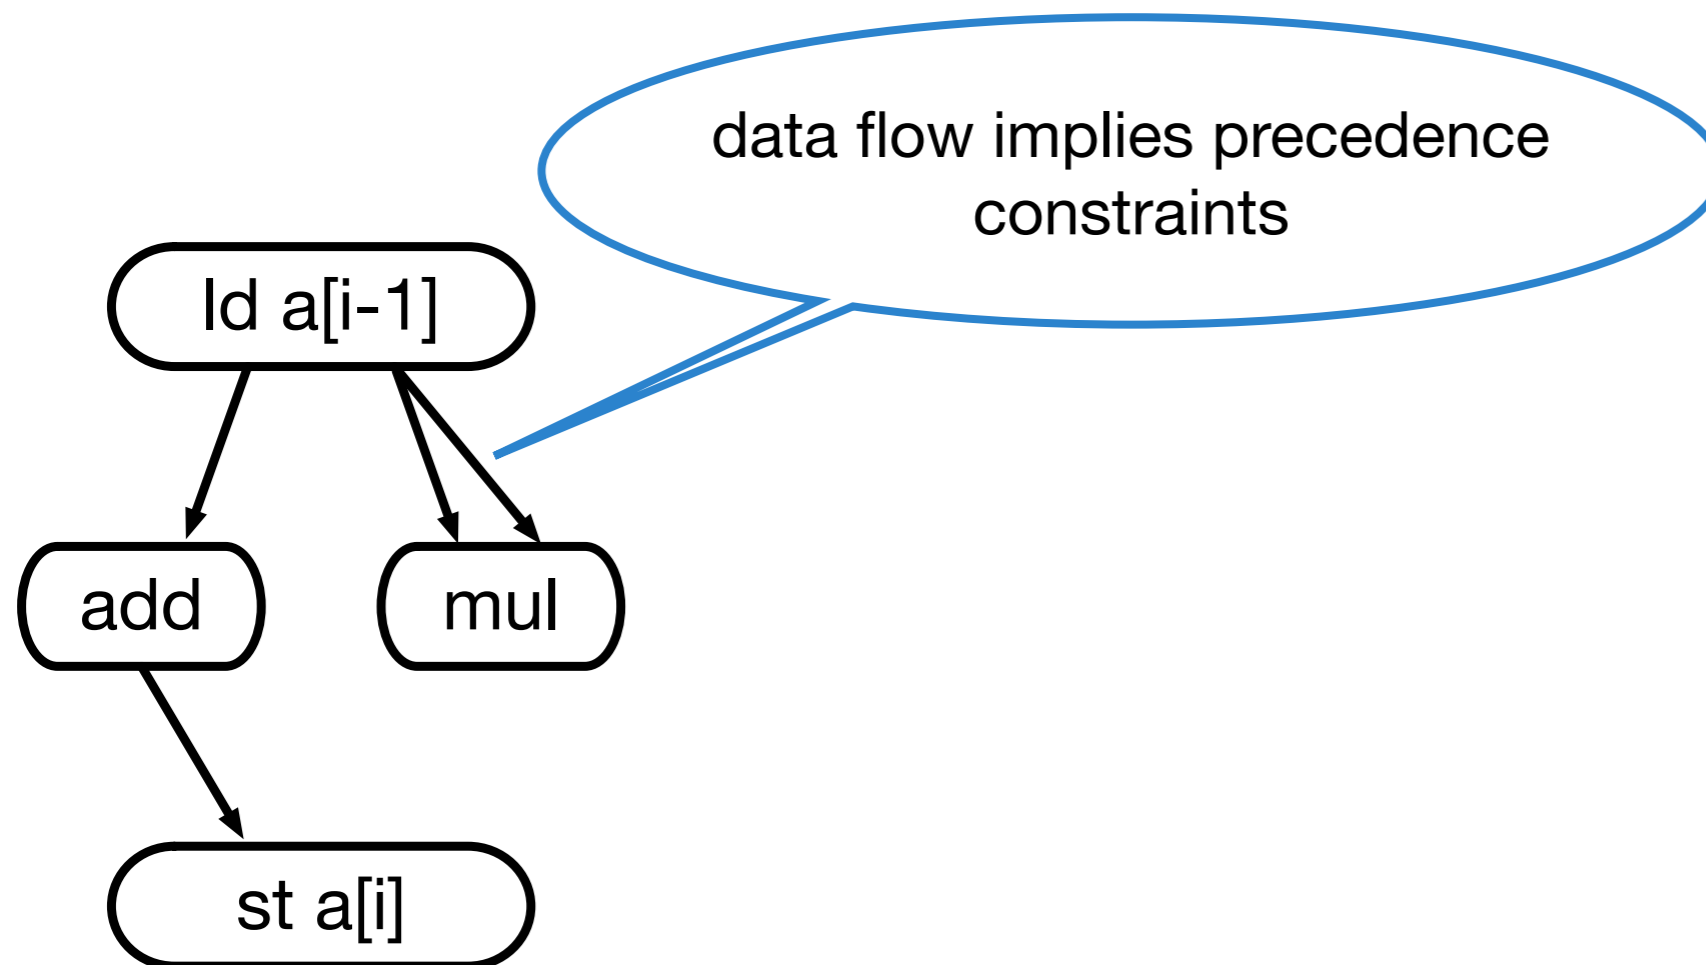 data flow implies precedence
constraints
ld a[i-1]
add
mul
st a[i]